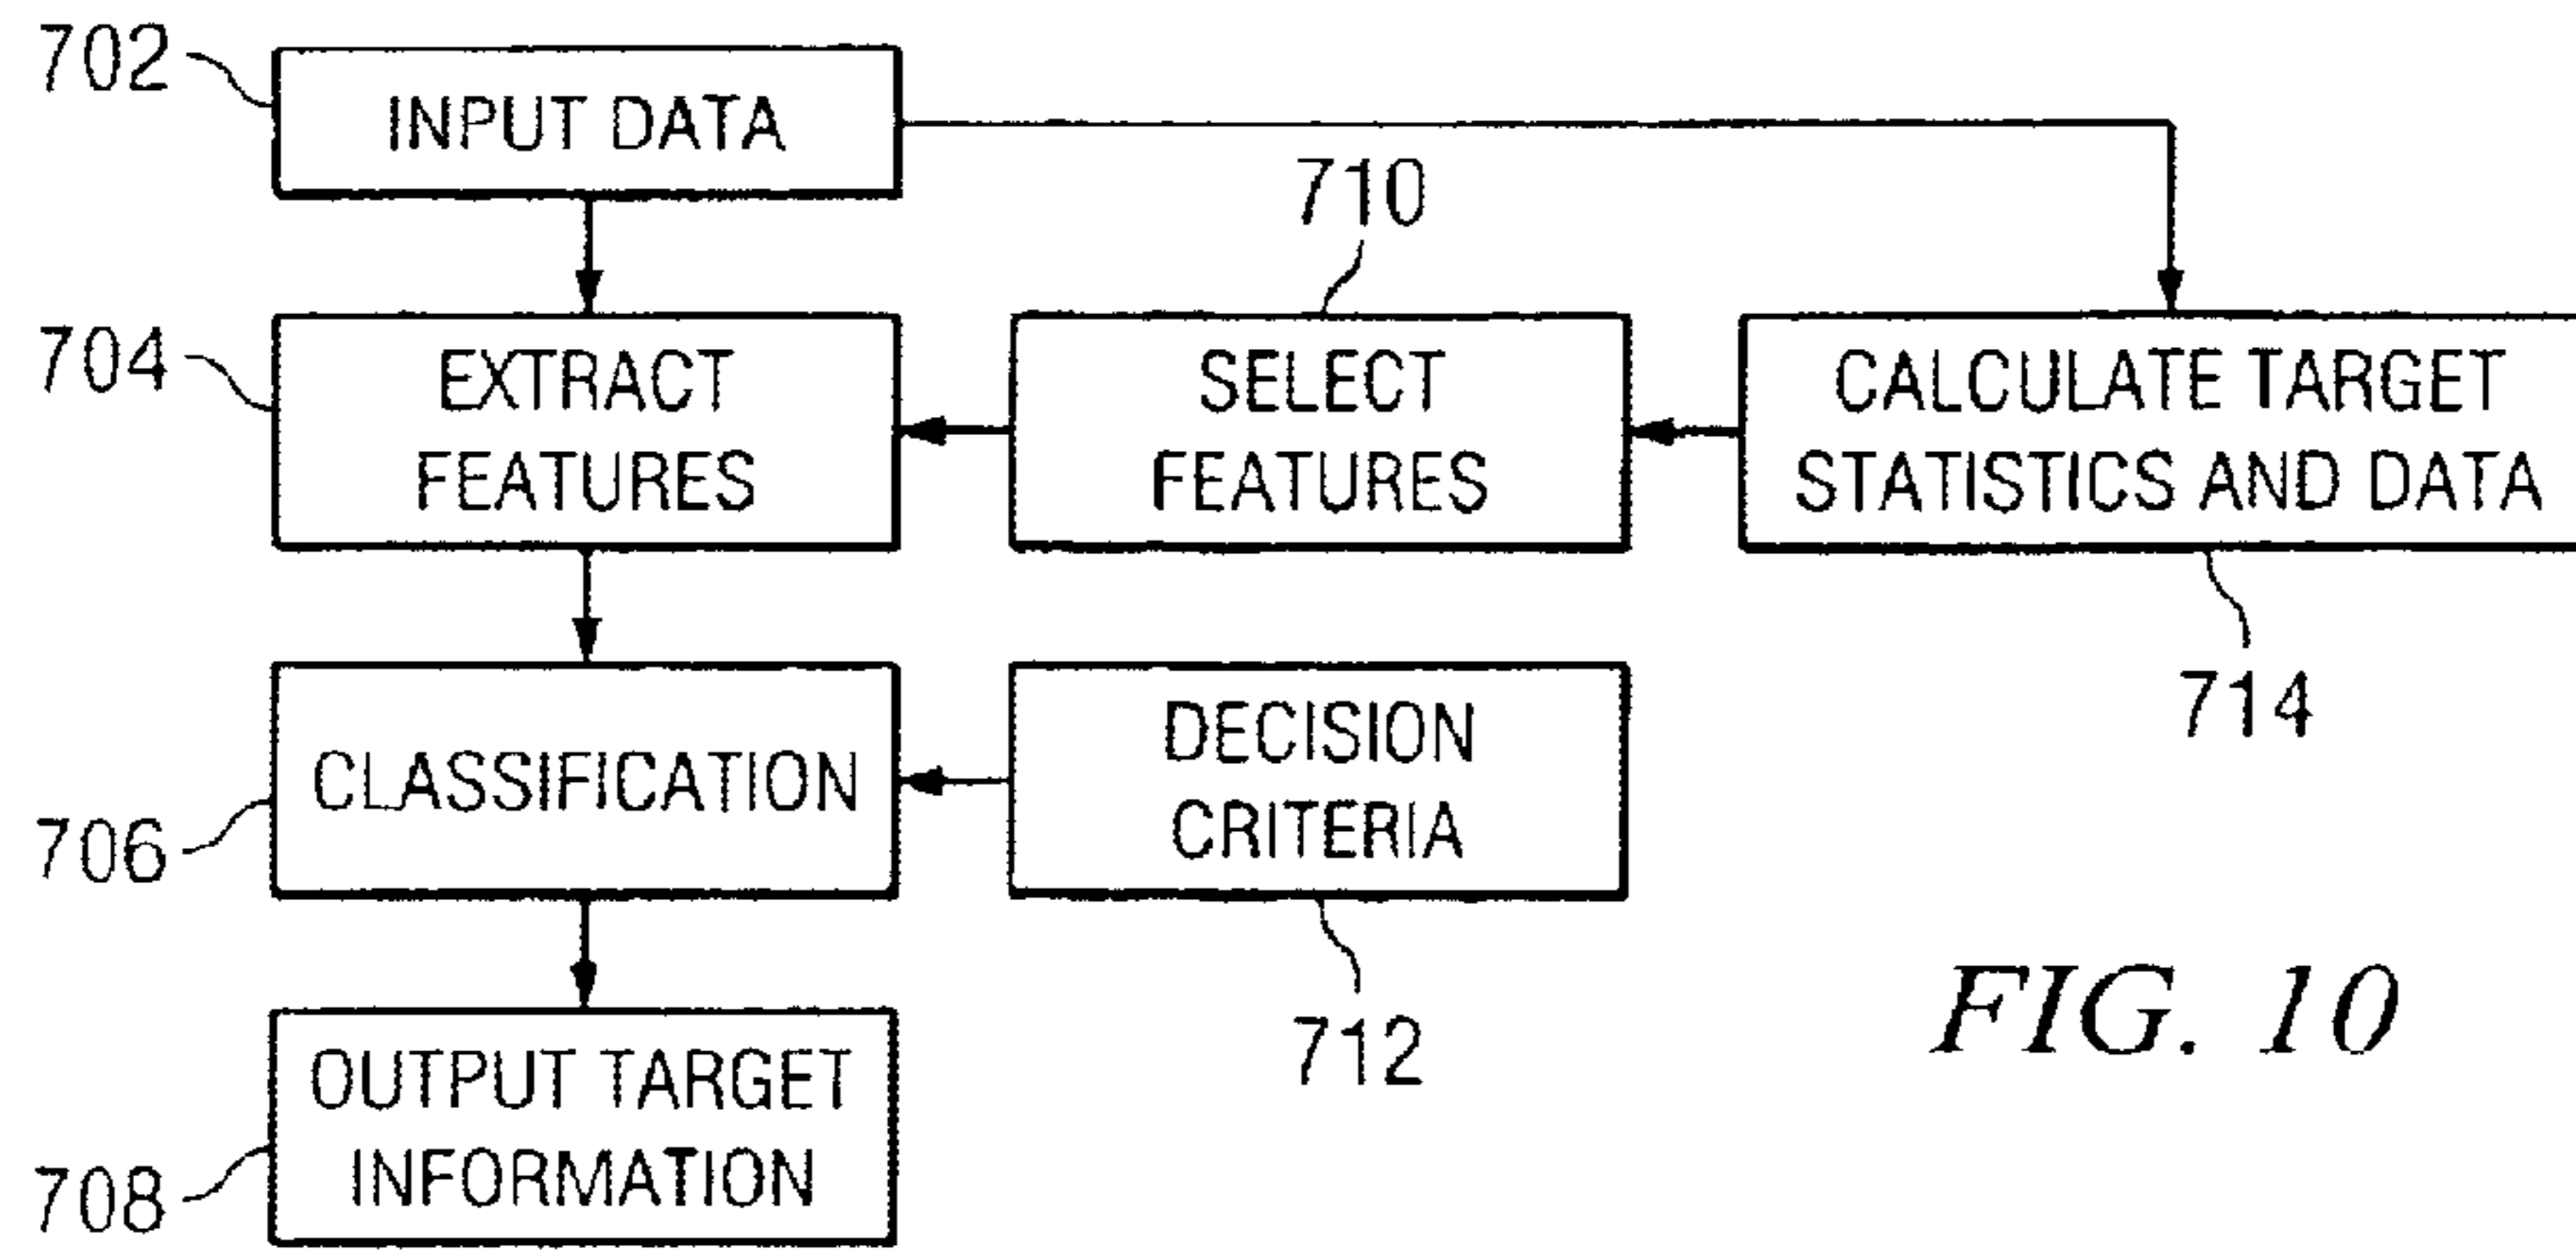 702
INPUT DATA
710
704
EXTRACT
FEATURES
SELECT
FEATURES
CALCULATE TARGET
STATISTICS AND DATA
714
706
CLASSIFICATION
DECISION
CRITERIA
712
708
OUTPUT TARGET
INFORMATION
FIG. 10